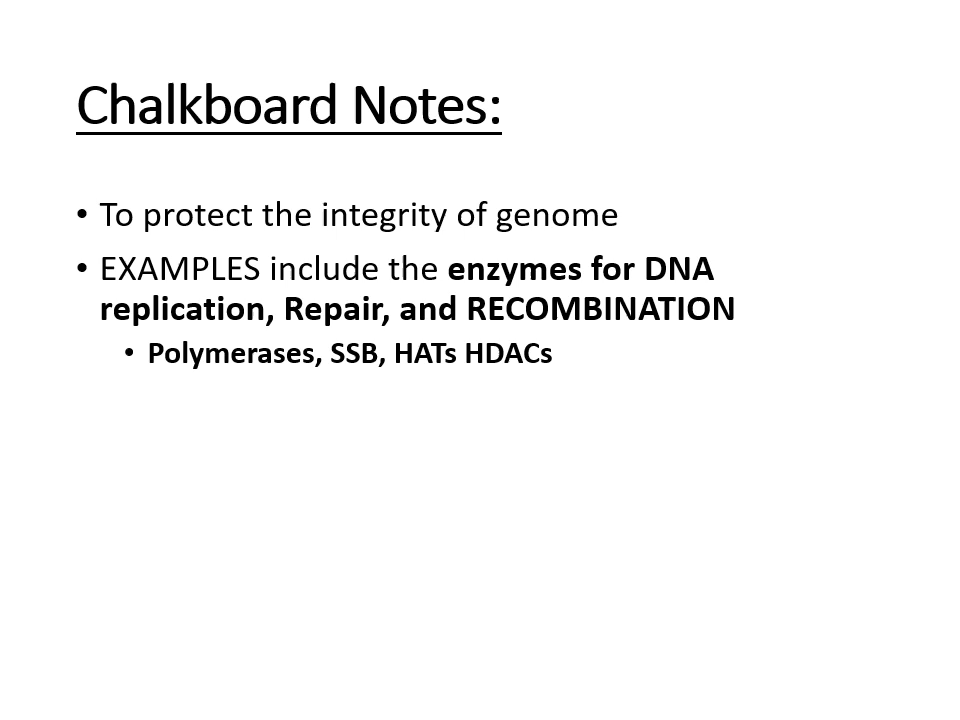 Chalkboard Notes:
• To protect the integrity of genome
• EXAMPLES include the enzymes for DNA
replication, Repair, and RECOMBINATION
• Polymerases, SSB, HATs HDACs